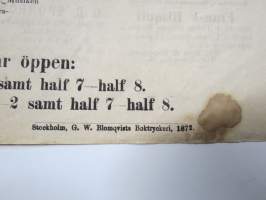 r öppen:
samt half 7—half 8.
—2 samt half 7—half 8.
Stockholm, G. W. Blomqvists Boktryckeri, 1872.